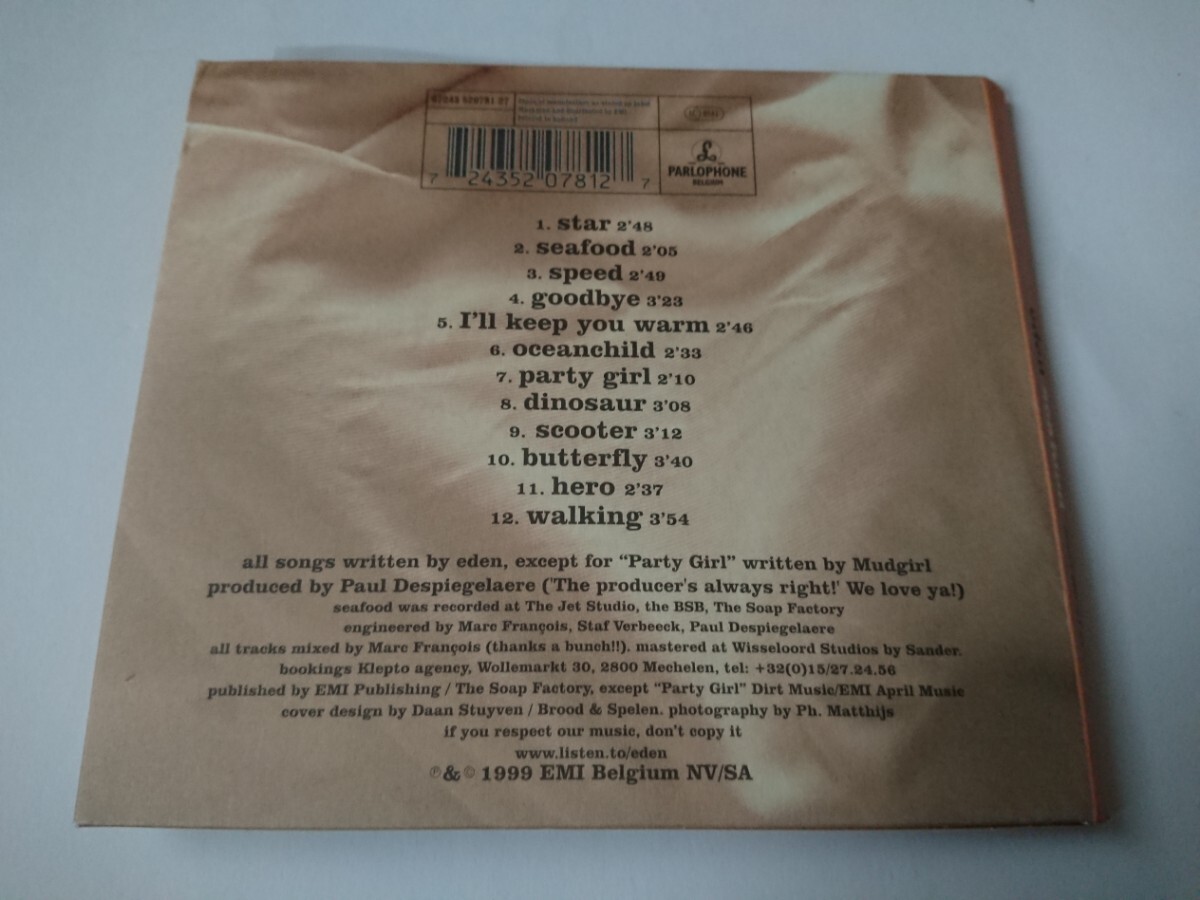 PARLOPHONE
BELGIUM
7 24352 07812 7
1. star 2'48
2. seafood 2'05
3. speed 2'49
4. goodbye 3'23
5. I'll keep you warm 2'46
6. oceanchild 2'33
7. party girl 2'10
8. dinosaur 3'08
9. scooter 3'12
10. butterfly 3'40
11. hero 2'37
12. walking 3'54
all songs written by eden, except for “Party Girl” written by Mudgirl
produced by Paul Despiegelaere ('The producer's always right!' We love ya!)
seafood was recorded at The Jet Studio, the BSB, The Soap Factory
engineered by Marc François, Staf Verbeeck, Paul Despiegelaere
all tracks mixed by Marc François (thanks a bunch!!). mastered at Wisseloord Studios by Sander.
bookings Klepto agency, Wollemarkt 30, 2800 Mechelen, tel: +32(0)15/27.24.56
published by EMI Publishing / The Soap Factory, except “Party Girl” Dirt Music/EMI April Music
cover design by Daan Stuyven / Brood & Spelen. photography by Ph. Matthijs
if you respect our music, don't copy it
www.listen.to/eden
℗&© 1999 EMI Belgium NV/SA